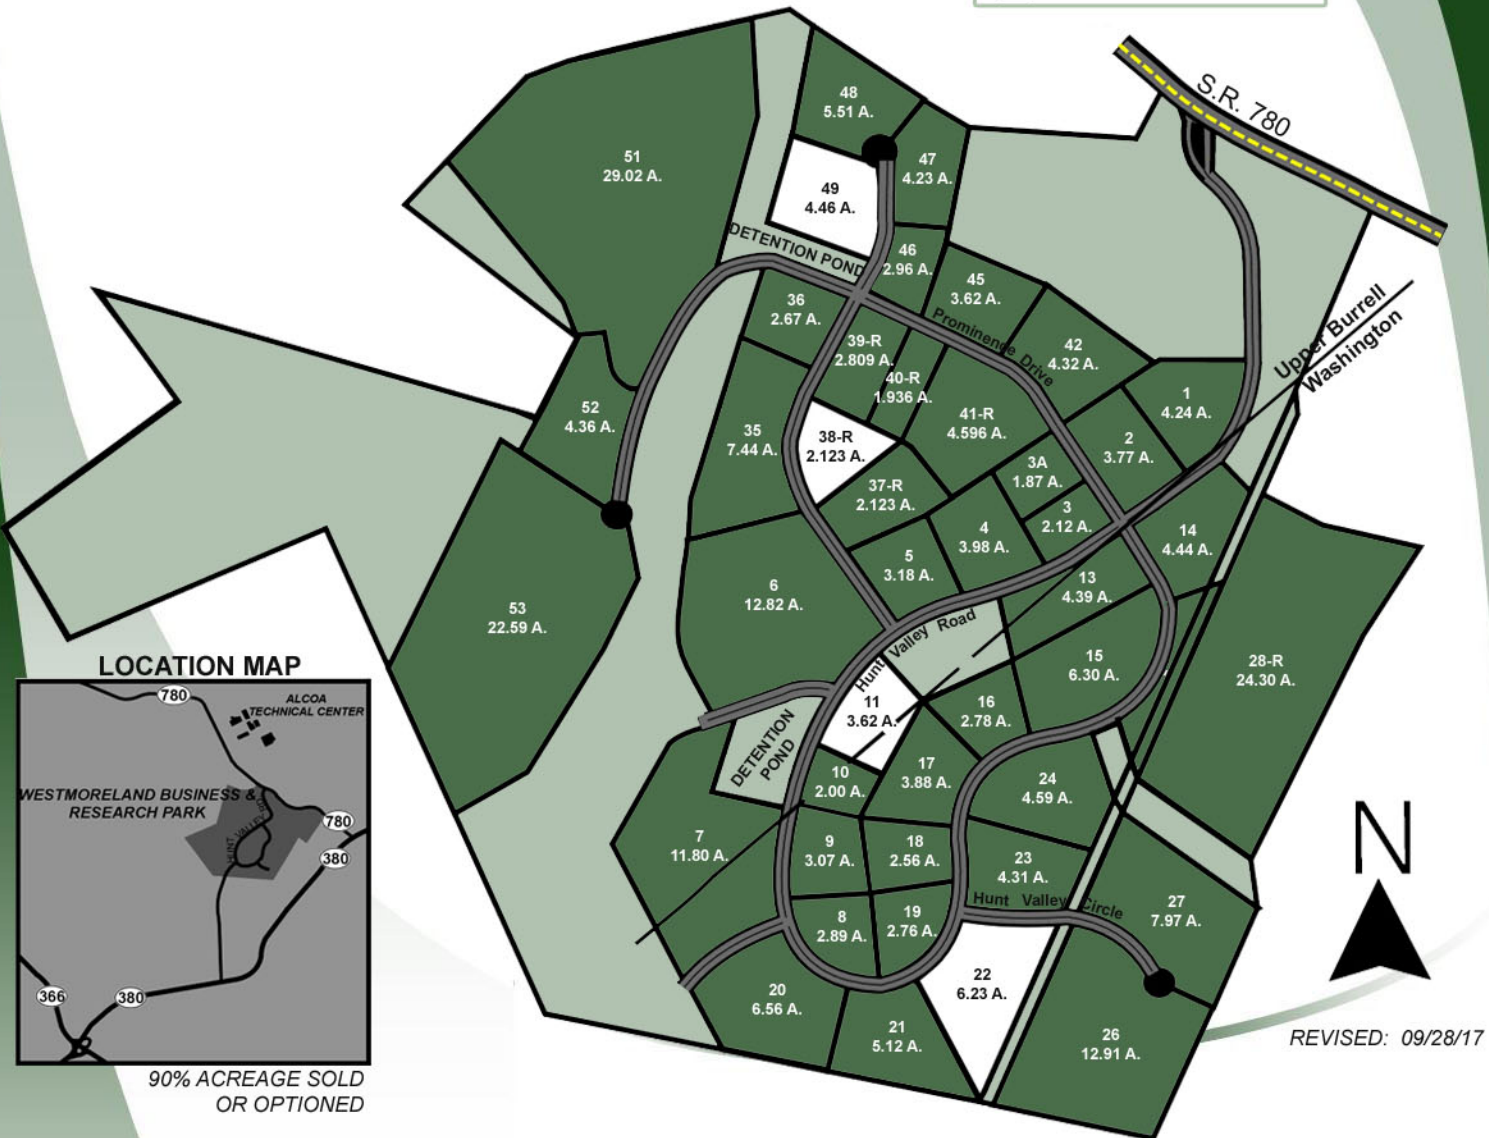 S.R. 780
48
5.51 A.
51
29.02 A.
47
4.23 A.
49
4.46 A.
DETENTION POND
46
2.96 A.
45
3.62 A.
36
2.67 A.
Prominence Drive
42
4.32 A.
39-R
2.809 A.
40-R
1.936 A.
Upper Burrell
Washington
1
4.24 A.
52
4.36 A.
35
7.44 A.
38-R
2.123 A.
41-R
4.596 A.
2
3.77 A.
3A
1.87 A.
37-R
2.123 A.
3
2.12 A.
4
3.98 A.
14
4.44 A.
5
3.18 A.
13
4.39 A.
6
12.82 A.
53
22.59 A.
Hunt Valley Road
15
6.30 A.
28-R
24.30 A.
11
3.62 A.
16
2.78 A.
DETENTION
POND
10
2.00 A.
17
3.88 A.
24
4.59 A.
7
11.80 A.
9
3.07 A.
18
2.56 A.
23
4.31 A.
Hunt Valley Circle
27
7.97 A.
8
2.89 A.
19
2.76 A.
22
6.23 A.
20
6.56 A.
21
5.12 A.
26
12.91 A.
N
REVISED: 09/28/17
LOCATION MAP
780
ALCOA
TECHNICAL CENTER
WESTMORELAND BUSINESS &
RESEARCH PARK
HUNT VALLEY
780
380
366
380
90% ACREAGE SOLD
OR OPTIONED